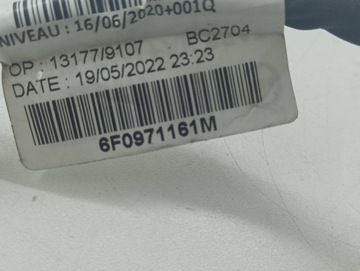 NIVEAU : 16/06/2020+001Q
OP : 13177/9107 BC2704
DATE : 19/05/2022 23:23
6F0971161M